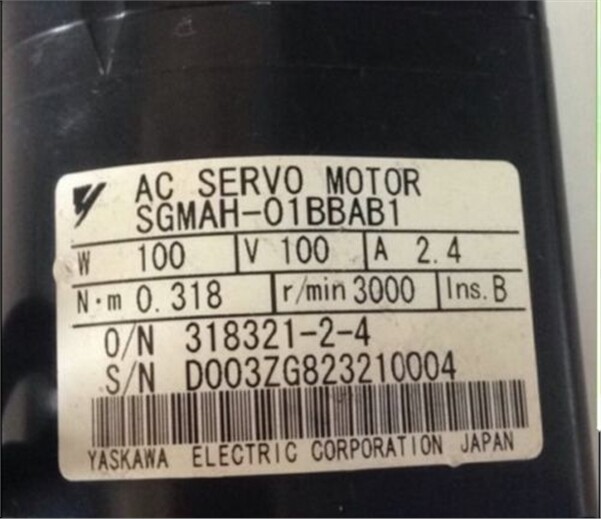 AC SERVO MOTOR
SGMAH-01BBAB1
W 100 V 100 A 2.4
N·m 0.318 r/min 3000 Ins. B
O/N 318321-2-4
S/N D003ZG823210004
YASKAWA ELECTRIC CORPORATION JAPAN